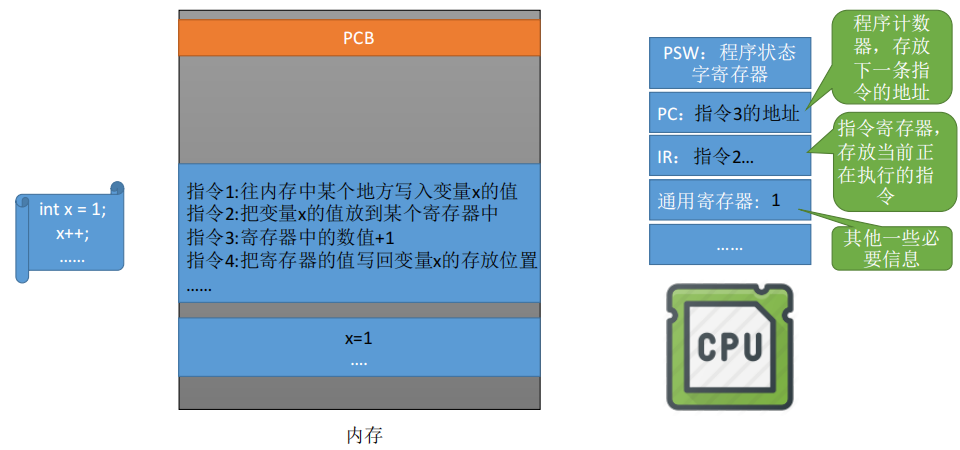 int x = 1;
x++;
……
PCB
指令1:往内存中某个地方写入变量x的值
指令2:把变量x的值放到某个寄存器中
指令3:寄存器中的数值+1
指令4:把寄存器的值写回变量x的存放位置
……
x=1
….
内存
PSW：程序状态
字寄存器
PC：指令3的地址
IR： 指令2…
通用寄存器：1
……
程序计数
器，存放
下一条指
令的地址
指令寄存器，
存放当前正
在执行的指
令
其他一些必
要信息
CPU